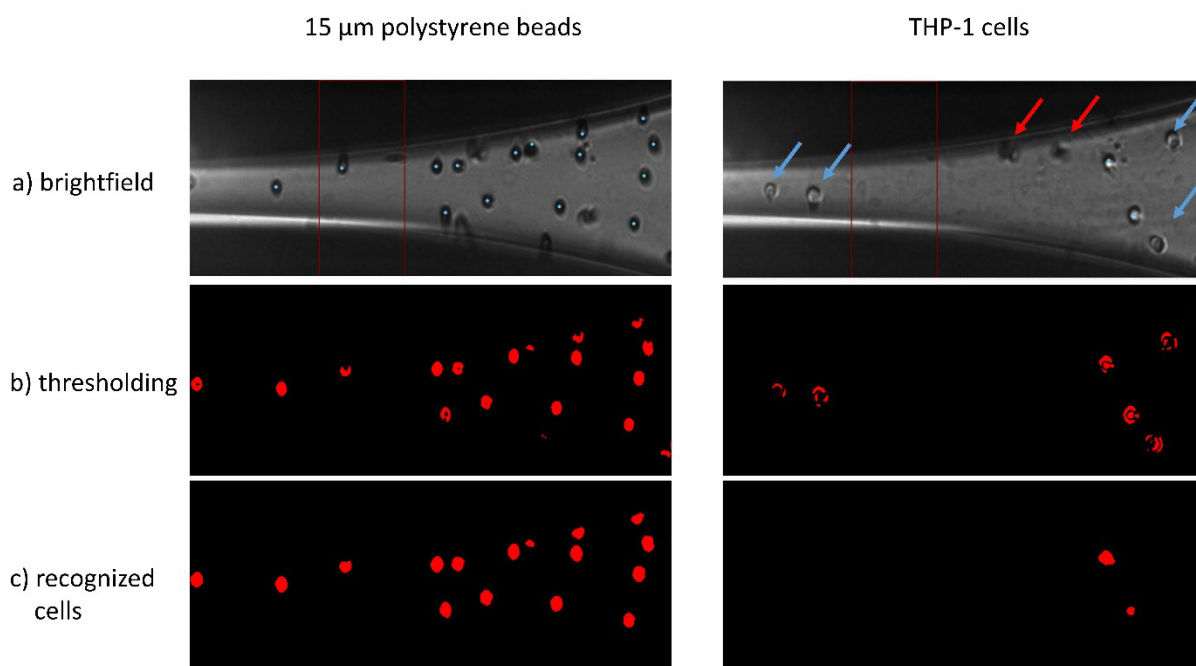 15 µm polystyrene beads
THP-1 cells
a) brightfield
b) thresholding
c) recognized
cells